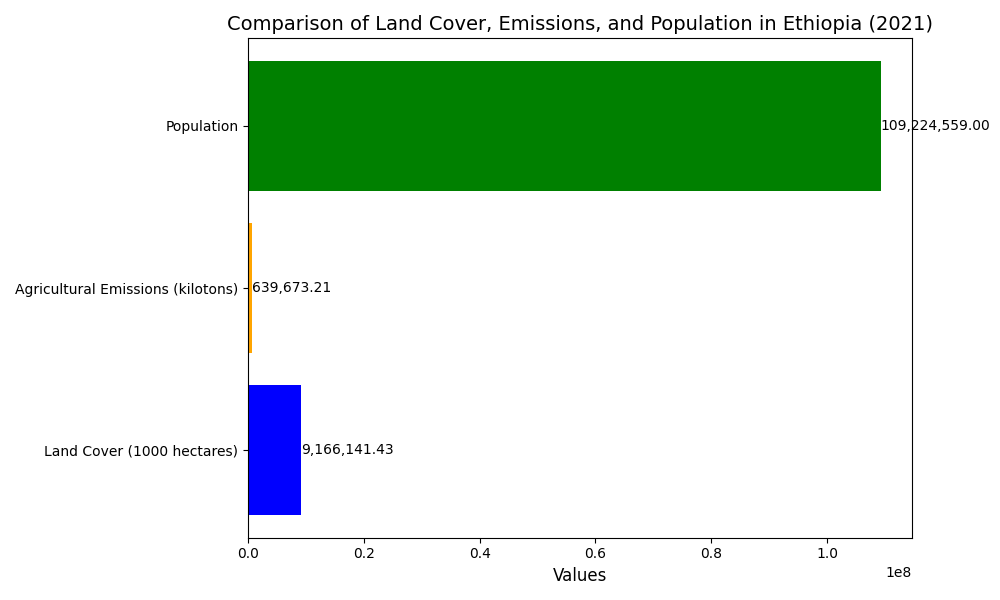 Comparison of Land Cover, Emissions, and Population in Ethiopia (2021)
Population
109,224,559.00
Agricultural Emissions (kilotons)
639,673.21
Land Cover (1000 hectares)
9,166,141.43
0.0 0.2 0.4 0.6 0.8 1.0
1e8
Values